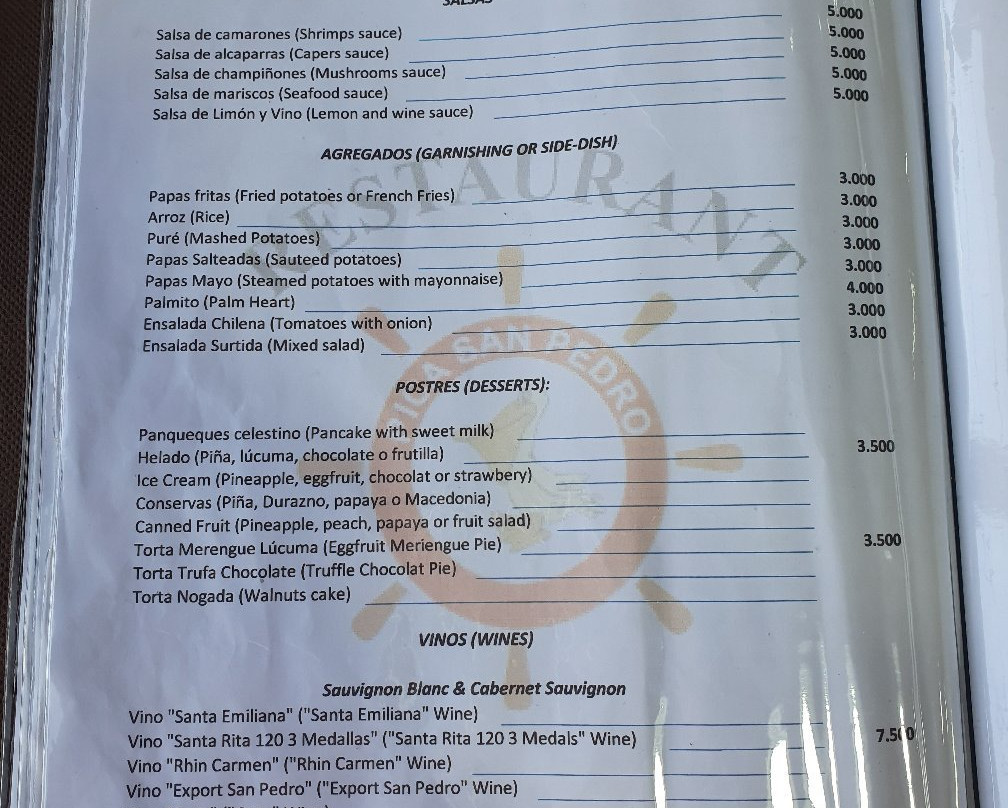 SALSAS
Salsa de camarones (Shrimps sauce) 5.000
Salsa de alcaparras (Capers sauce) 5.000
Salsa de champiñones (Mushrooms sauce) 5.000
Salsa de mariscos (Seafood sauce) 5.000
Salsa de Limón y Vino (Lemon and wine sauce) 5.000
AGREGADOS (GARNISHING OR SIDE-DISH)
RESTAURANT
Papas fritas (Fried potatoes or French Fries) 3.000
Arroz (Rice) 3.000
Puré (Mashed Potatoes) 3.000
Papas Salteadas (Sauteed potatoes) 3.000
Papas Mayo (Steamed potatoes with mayonnaise) 3.000
Palmito (Palm Heart) 4.000
Ensalada Chilena (Tomatoes with onion) 3.000
Ensalada Surtida (Mixed salad) 3.000
SAN PEDRO
POSTRES (DESSERTS):
Panqueques celestino (Pancake with sweet milk)
Helado (Piña, lúcuma, chocolate o frutilla) 3.500
Ice Cream (Pineapple, eggfruit, chocolat or strawbery)
Conservas (Piña, Durazno, papaya o Macedonia)
Canned Fruit (Pineapple, peach, papaya or fruit salad)
Torta Merengue Lúcuma (Eggfruit Meriengue Pie) 3.500
Torta Trufa Chocolate (Truffle Chocolat Pie)
Torta Nogada (Walnuts cake)
VINOS (WINES)
Sauvignon Blanc & Cabernet Sauvignon
Vino "Santa Emiliana" ("Santa Emiliana" Wine)
Vino "Santa Rita 120 3 Medallas" ("Santa Rita 120 3 Medals" Wine) 7.500
Vino "Rhin Carmen" ("Rhin Carmen" Wine)
Vino "Export San Pedro" ("Export San Pedro" Wine)